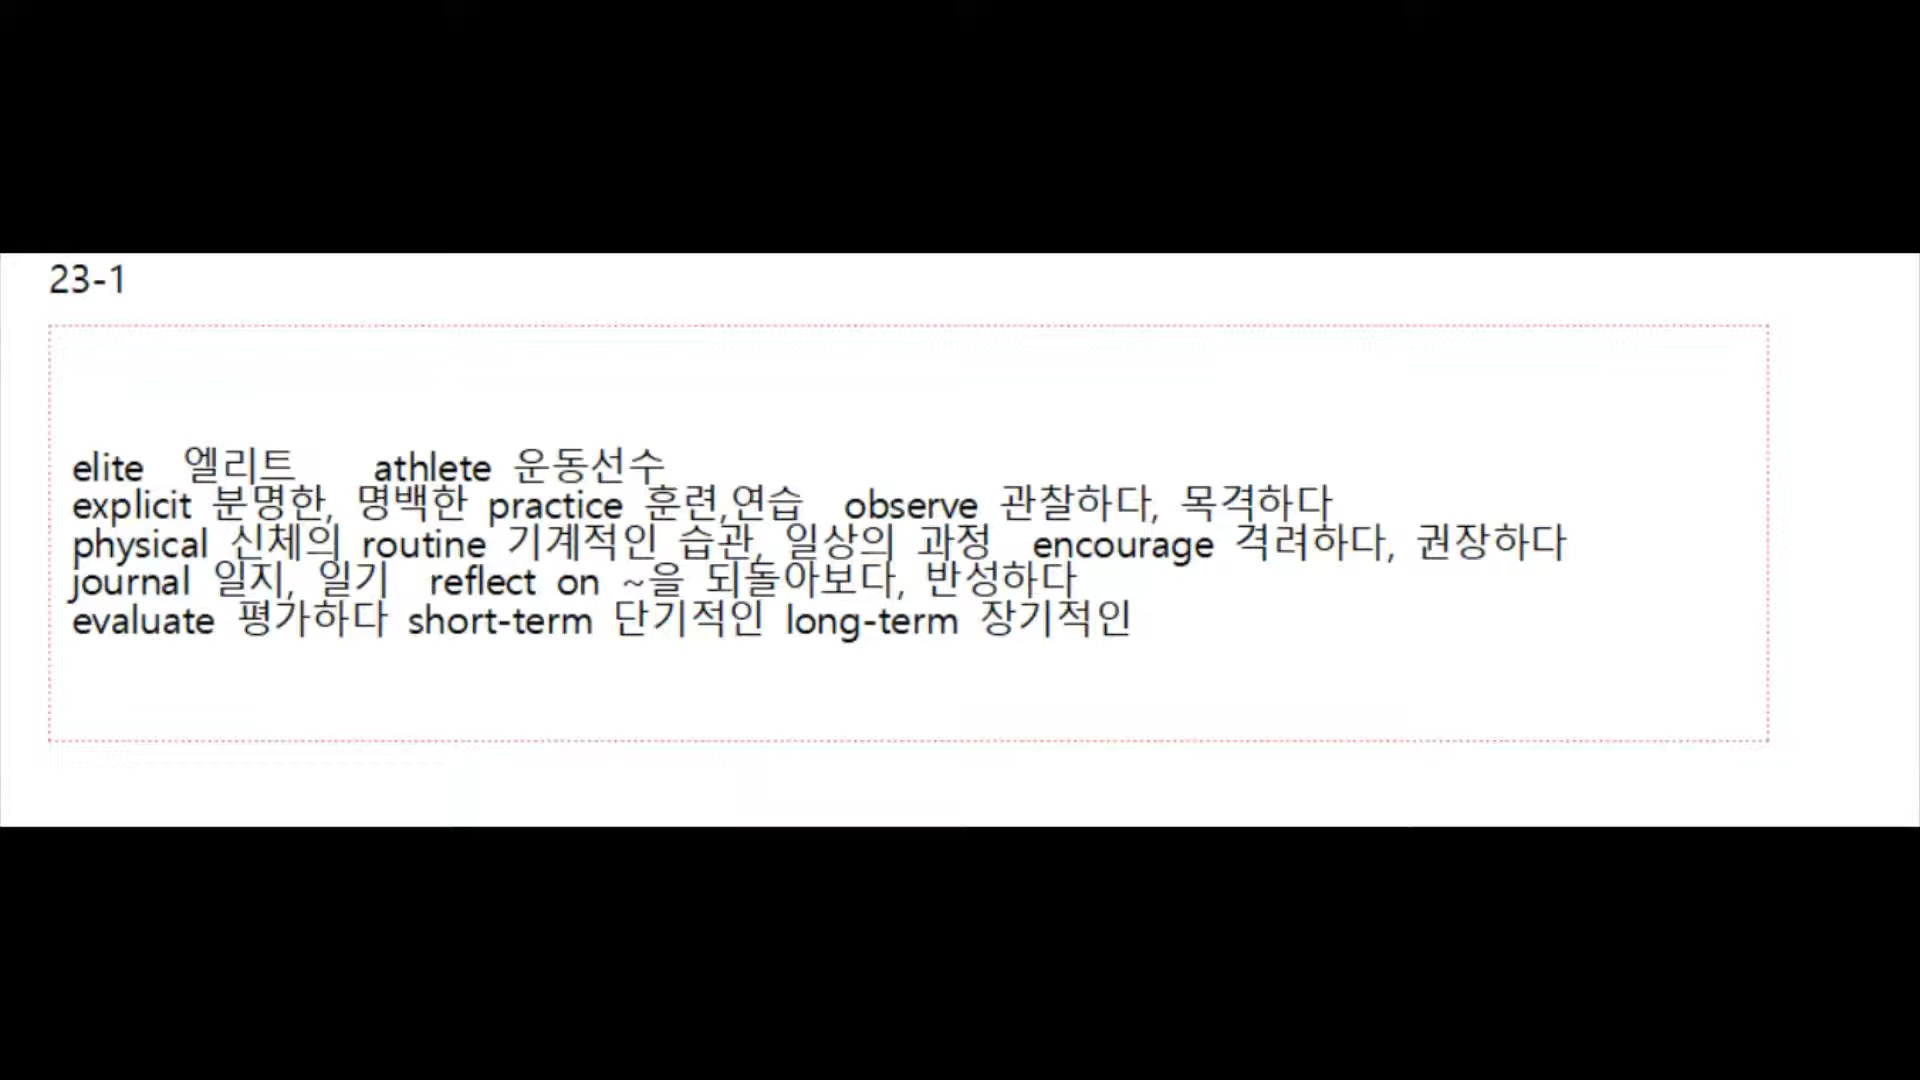 23-1
elite 엘리트 athlete 운동선수
explicit 분명한, 명백한 practice 훈련,연습 observe 관찰하다, 목격하다
physical 신체의 routine 기계적인 습관, 일상의 과정 encourage 격려하다, 권장하다
journal 일지, 일기 reflect on ~을 되돌아보다, 반성하다
evaluate 평가하다 short-term 단기적인 long-term 장기적인